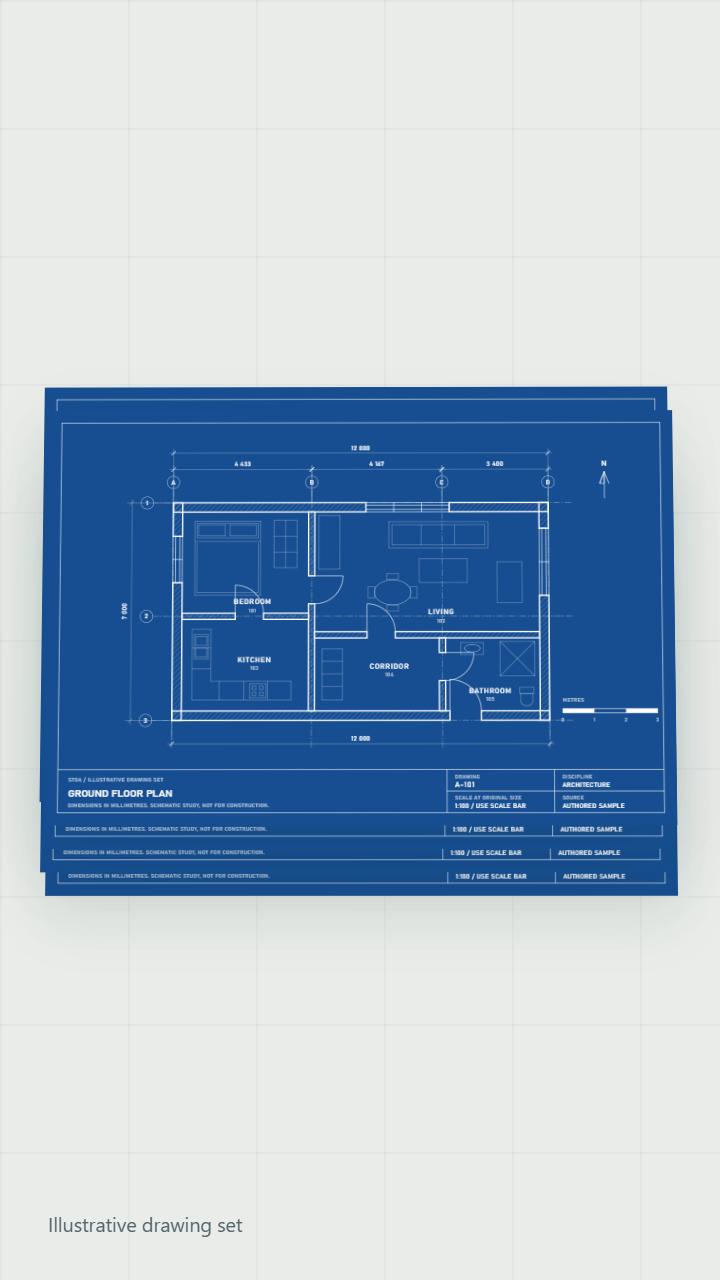 12 000
4 433 4 167 3 400
A B C D
N
1
BEDROOM
101
7 000
2
LIVING
102
KITCHEN
103
CORRIDOR
104
BATHROOM
105
METRES
0 1 2 3
3
12 000
STOA / ILLUSTRATIVE DRAWING SET
GROUND FLOOR PLAN
DIMENSIONS IN MILLIMETRES. SCHEMATIC STUDY, NOT FOR CONSTRUCTION.
DRAWING
A-101
DISCIPLINE
ARCHITECTURE
SCALE AT ORIGINAL SIZE
1:100 / USE SCALE BAR
SOURCE
AUTHORED SAMPLE
DIMENSIONS IN MILLIMETRES. SCHEMATIC STUDY, NOT FOR CONSTRUCTION. 1:100 / USE SCALE BAR AUTHORED SAMPLE
DIMENSIONS IN MILLIMETRES. SCHEMATIC STUDY, NOT FOR CONSTRUCTION. 1:100 / USE SCALE BAR AUTHORED SAMPLE
DIMENSIONS IN MILLIMETRES. SCHEMATIC STUDY, NOT FOR CONSTRUCTION. 1:100 / USE SCALE BAR AUTHORED SAMPLE
Illustrative drawing set